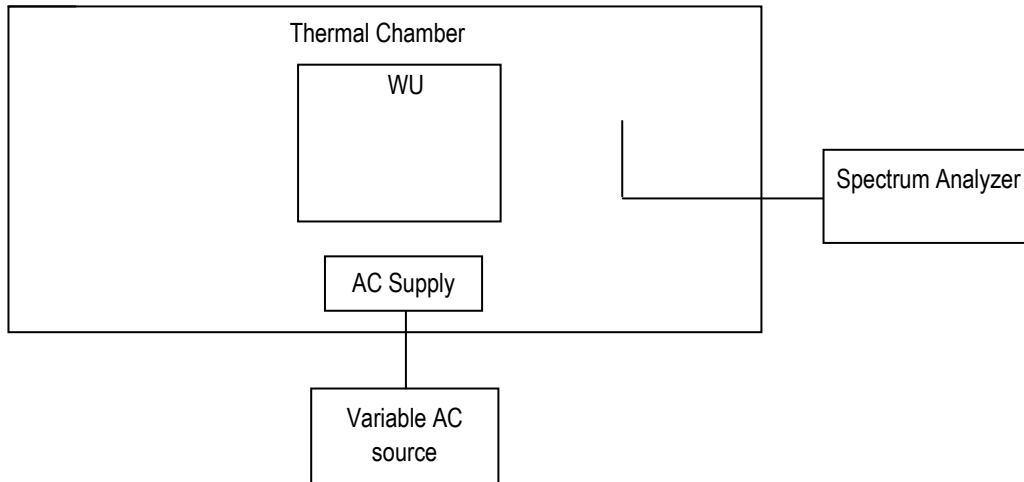 Thermal Chamber
WU
Spectrum Analyzer
AC Supply
Variable AC
source